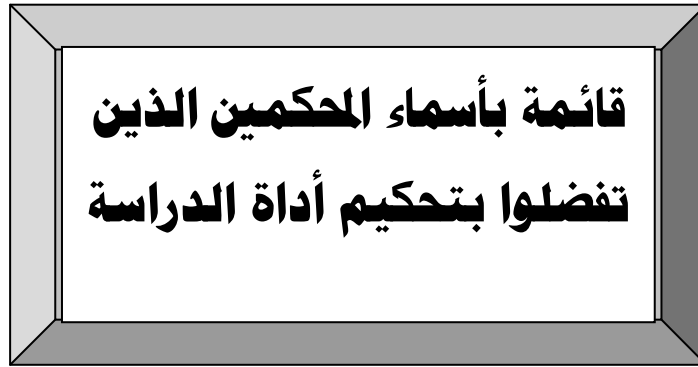 قائمة بأسماء المحكمين الذين
تفضلوا بتحكيم أداة الدراسة